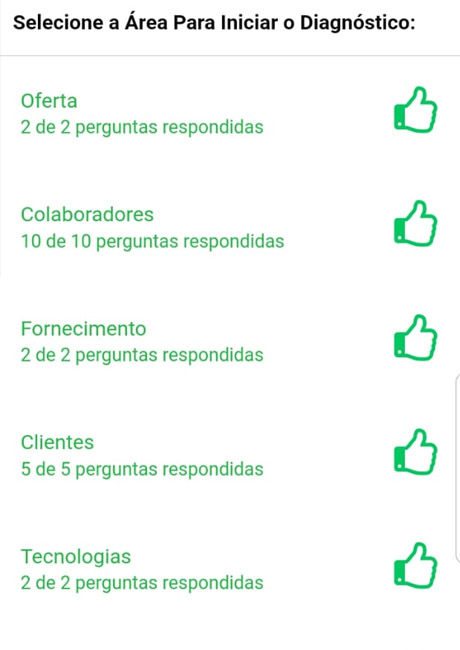 Selecione a Área Para Iniciar o Diagnóstico:
Oferta
2 de 2 perguntas respondidas
Colaboradores
10 de 10 perguntas respondidas
Fornecimento
2 de 2 perguntas respondidas
Clientes
5 de 5 perguntas respondidas
Tecnologias
2 de 2 perguntas respondidas